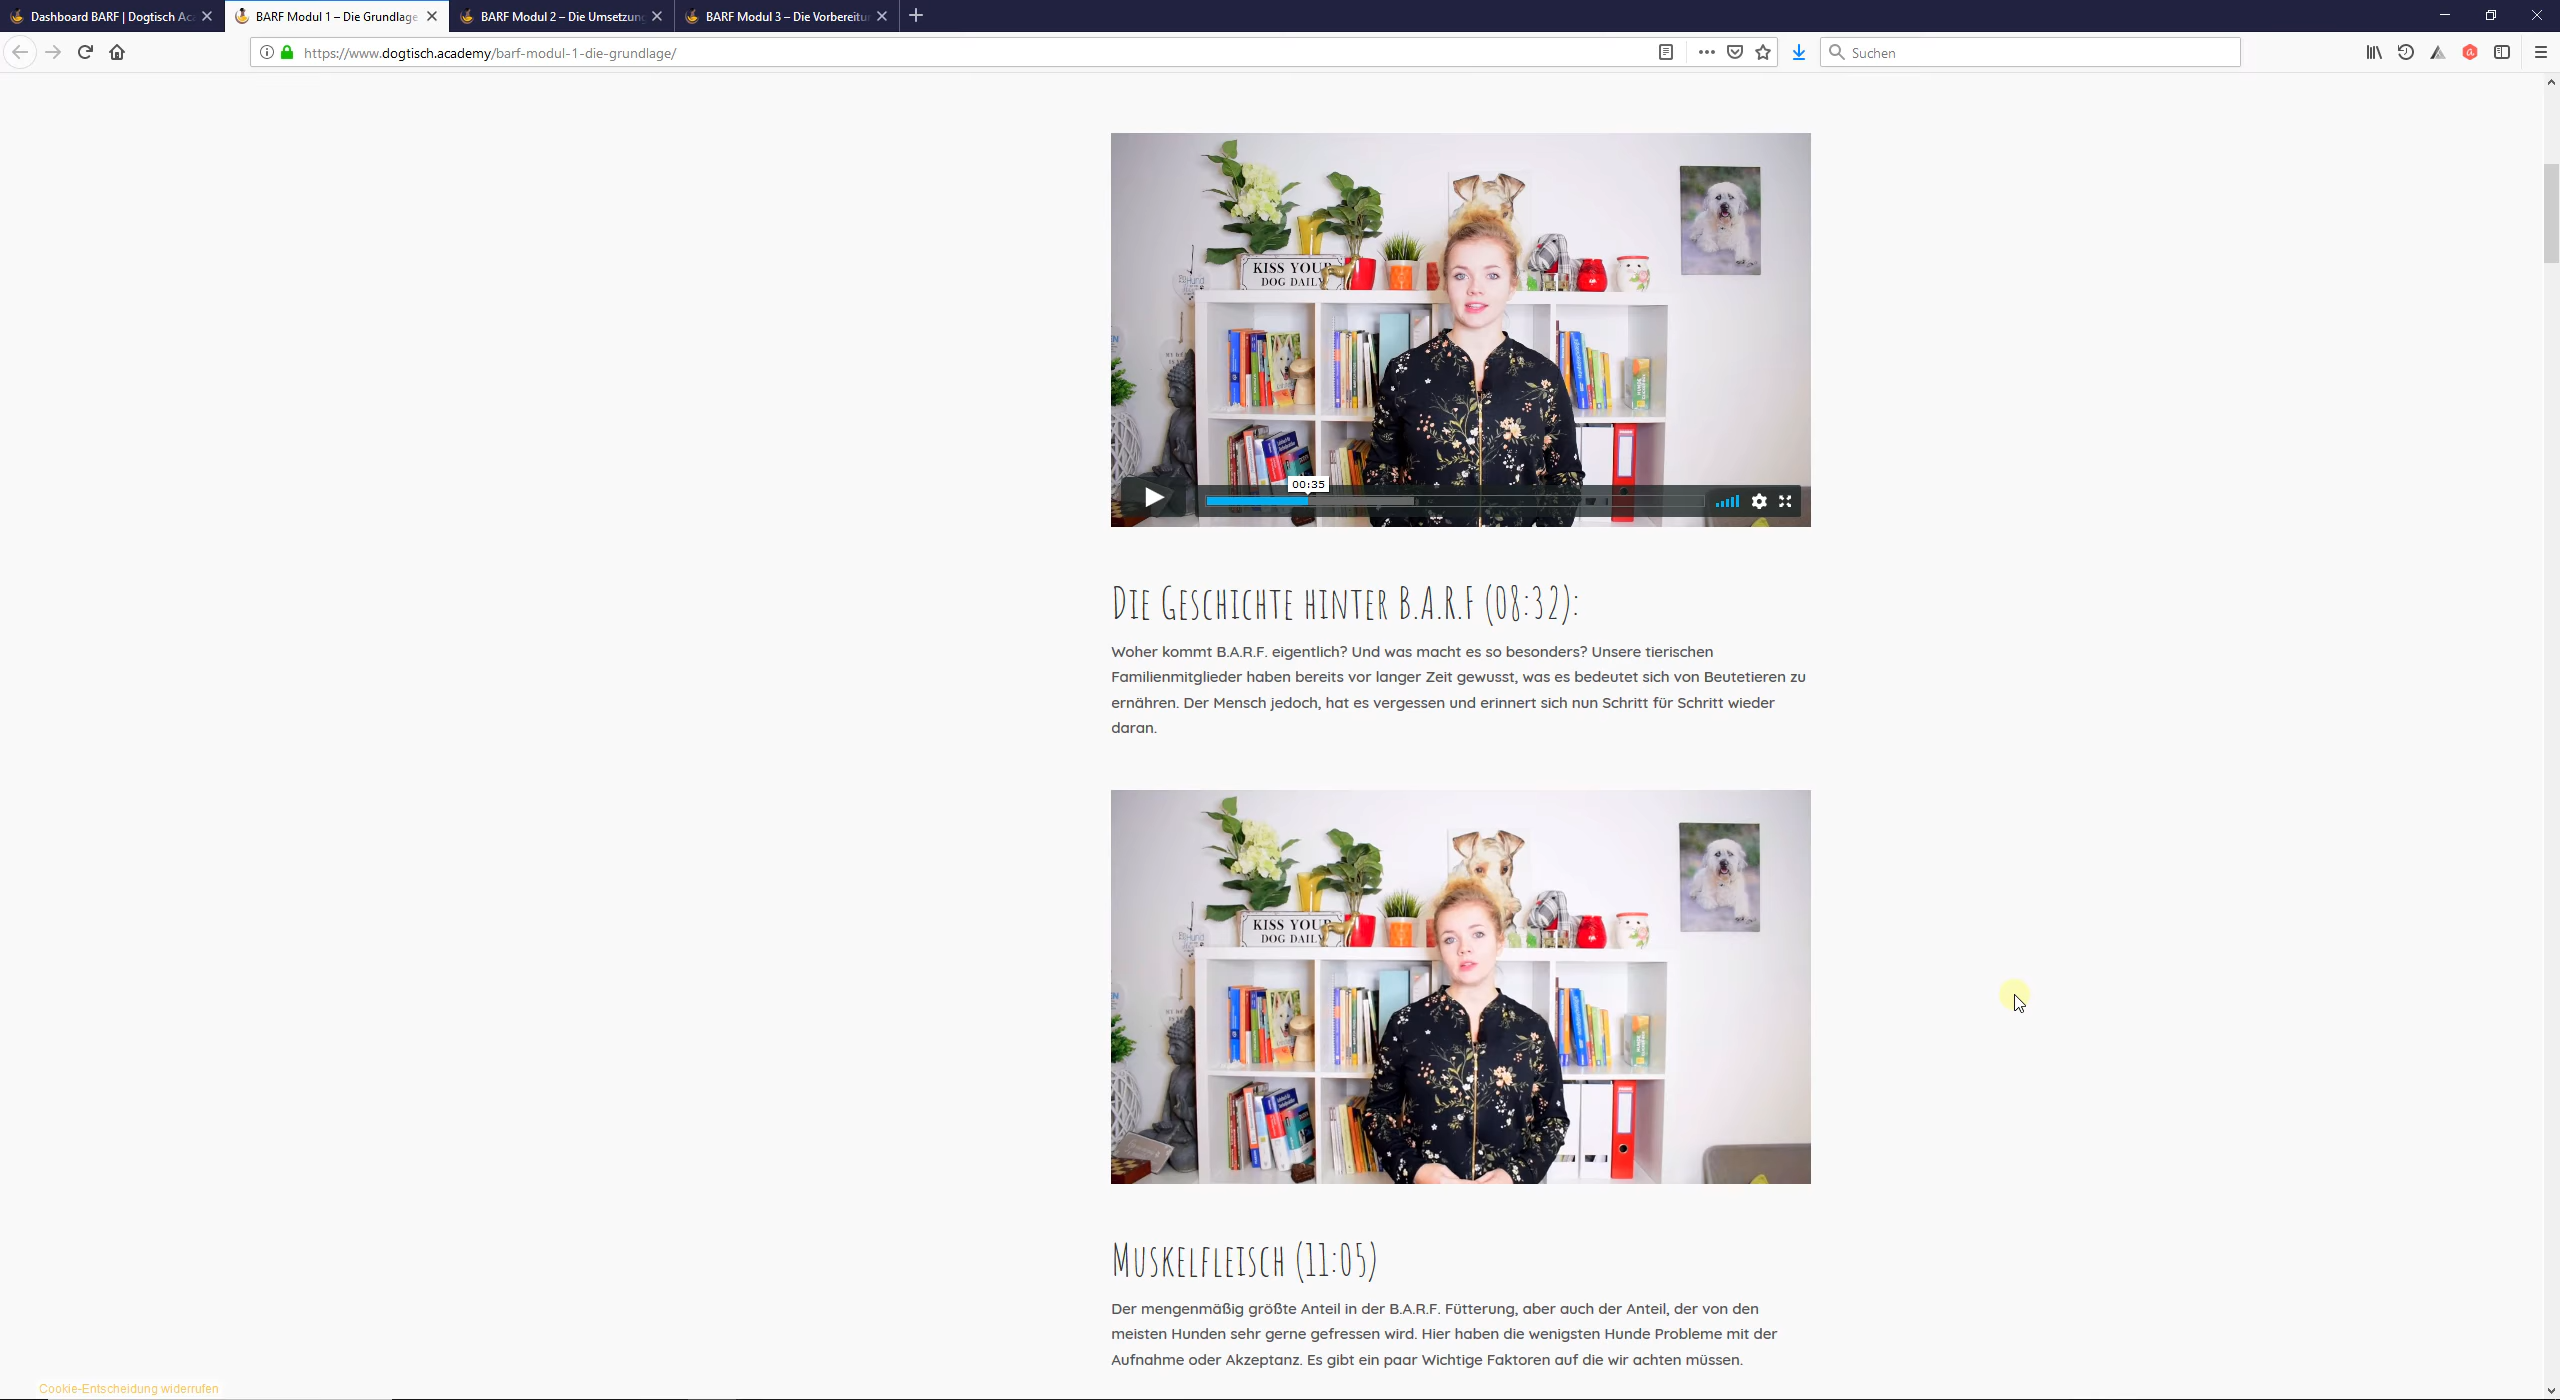 Dashboard BARF | Dogtisch Ac
BARF Modul 1 – Die Grundlage
BARF Modul 2 – Die Umsetzun
BARF Modul 3 – Die Vorbereitur
https://www.dogtisch.academy/barf-modul-1-die-grundlage/
Suchen
KISS YOUR
DOG DAILY
00:35
Die Geschichte hinter B.A.R.F (08:32):
Woher kommt B.A.R.F. eigentlich? Und was macht es so besonders? Unsere tierischen
Familienmitglieder haben bereits vor langer Zeit gewusst, was es bedeutet sich von Beutetieren zu
ernähren. Der Mensch jedoch, hat es vergessen und erinnert sich nun Schritt für Schritt wieder
daran.
KISS YOUR
DOG DAILY
Muskelfleisch (11:05)
Der mengenmäßig größte Anteil in der B.A.R.F. Fütterung, aber auch der Anteil, der von den
meisten Hunden sehr gerne gefressen wird. Hier haben die wenigsten Hunde Probleme mit der
Aufnahme oder Akzeptanz. Es gibt ein paar Wichtige Faktoren auf die wir achten müssen.
Cookie-Entscheidung widerrufen